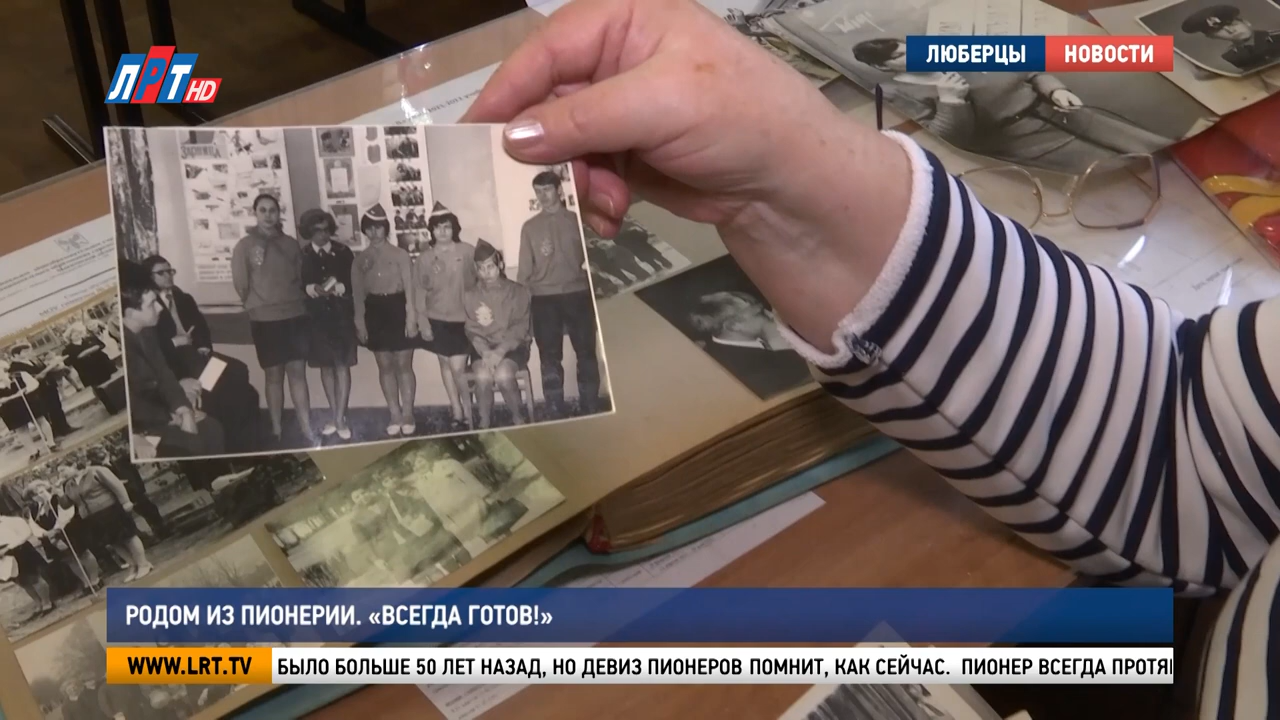 ЛРТ HD
ЛЮБЕРЦЫ НОВОСТИ
РОДОМ ИЗ ПИОНЕРИИ. «ВСЕГДА ГОТОВ!»
WWW.LRT.TV БЫЛО БОЛЬШЕ 50 ЛЕТ НАЗАД, НО ДЕВИЗ ПИОНЕРОВ ПОМНИТ, КАК СЕЙЧАС. ПИОНЕР ВСЕГДА ПРОТЯ